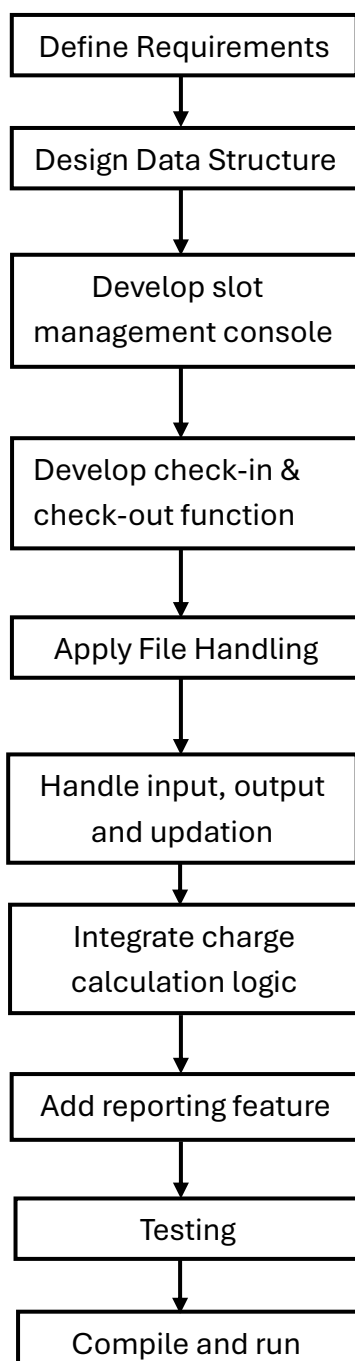 Define Requirements
Design Data Structure
Develop slot
management console
Develop check-in &
check-out function
Apply File Handling
Handle input, output
and updation
Integrate charge
calculation logic
Add reporting feature
Testing
Compile and run